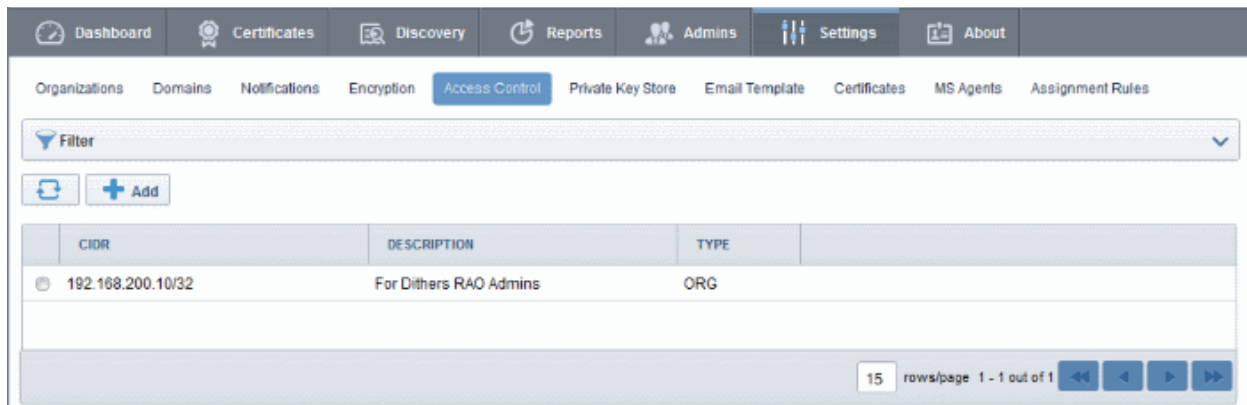 Dashboard Certificates Discovery Reports Admins Settings About
Organizations Domains Notifications Encryption Access Control Private Key Store Email Template Certificates MS Agents Assignment Rules
Filter
Add
CIDR DESCRIPTION TYPE
192.168.200.10/32 For Dithers RAO Admins ORG
15 rows/page 1 - 1 out of 1